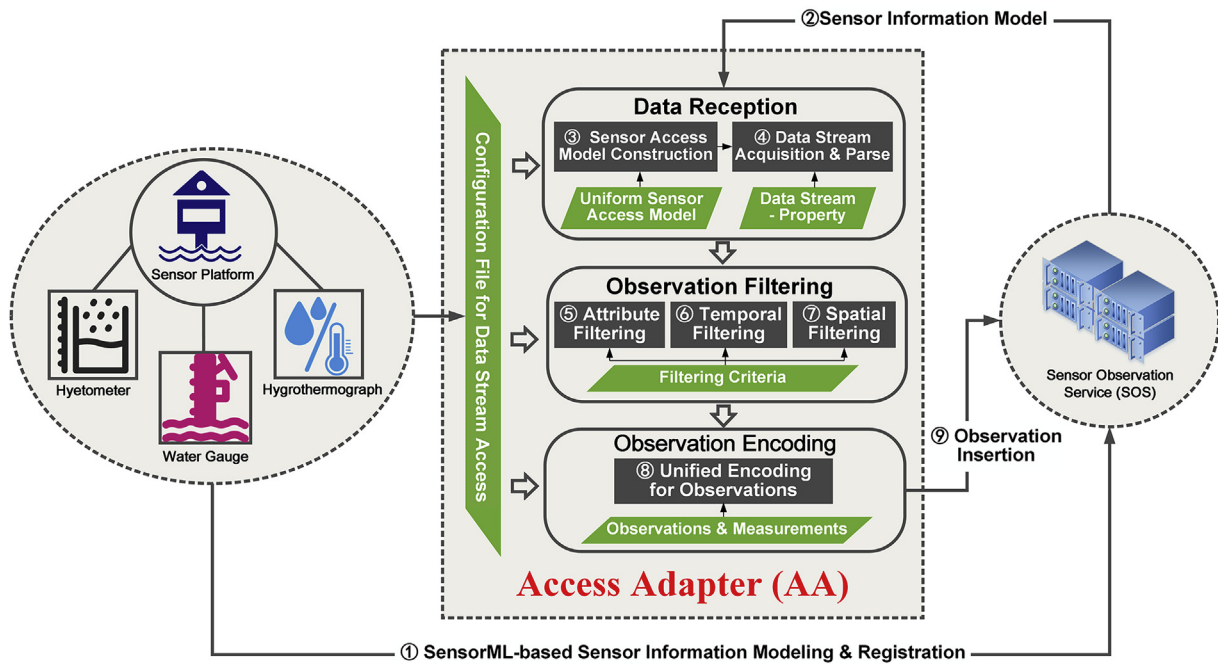 ②Sensor Information Model
Configuration File for Data Stream Access
Data Reception
③ Sensor Access
Model Construction
④ Data Stream
Acquisition & Parse
Uniform Sensor
Access Model
Data Stream
- Property
Sensor Platform
Hyetometer
Water Gauge
Hygrothermograph
Observation Filtering
⑤ Attribute
Filtering
⑥ Temporal
Filtering
⑦ Spatial
Filtering
Filtering Criteria
Sensor Observation
Service (SOS)
Observation Encoding
⑧ Unified Encoding
for Observations
Observations & Measurements
⑨ Observation
Insertion
Access Adapter (AA)
① SensorML-based Sensor Information Modeling & Registration